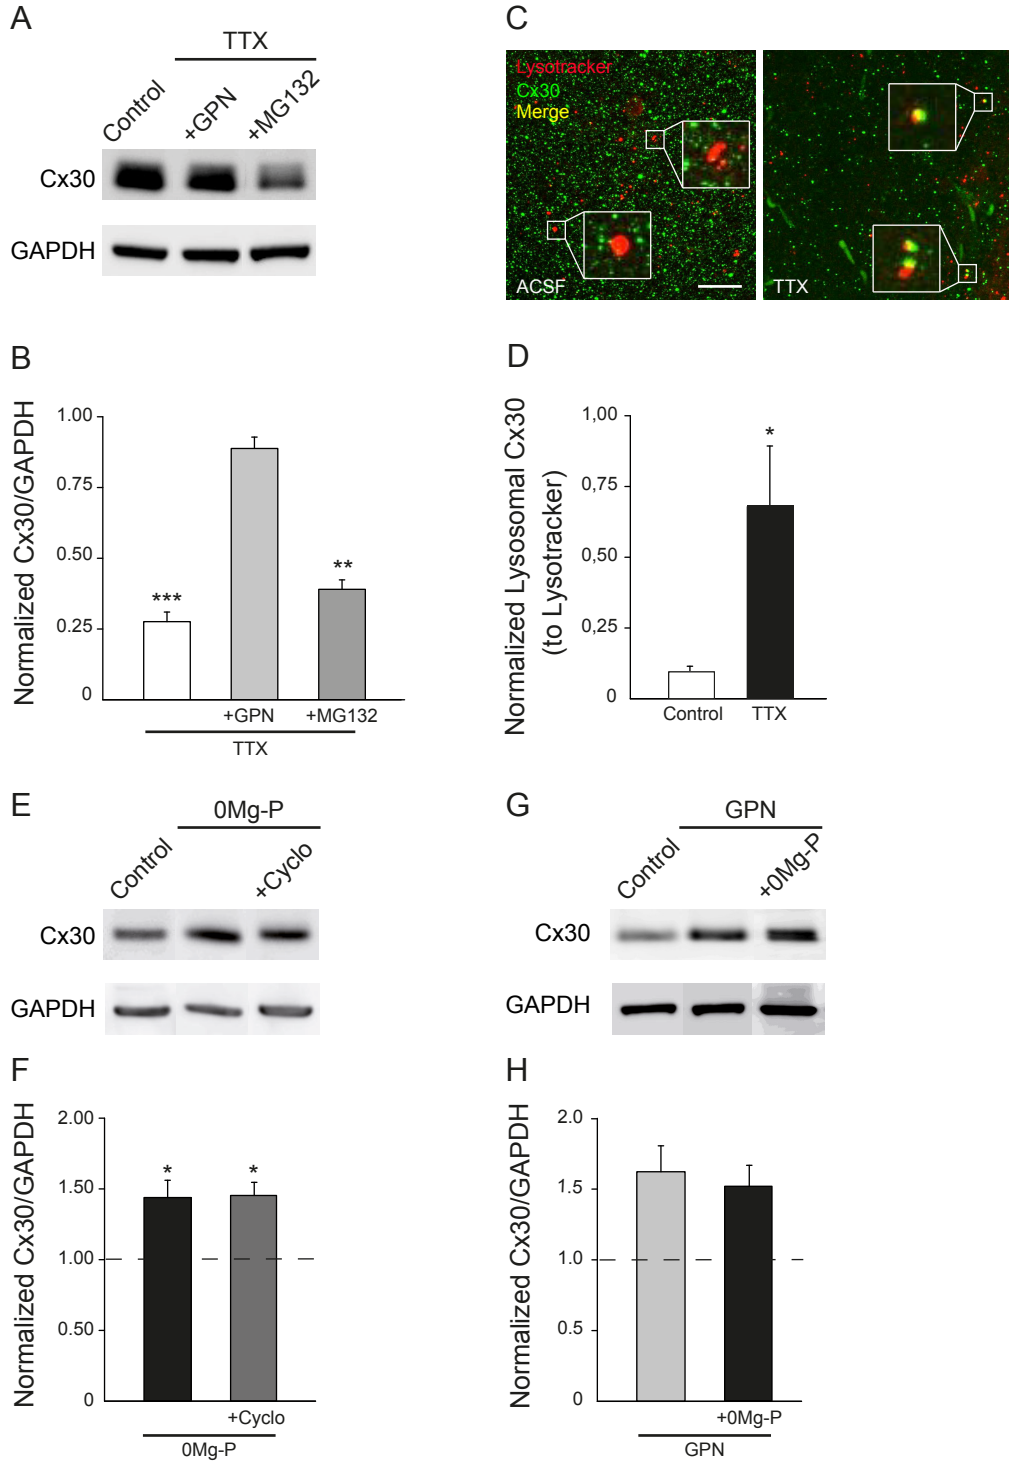 A
TTX
Control
+GPN
+MG132
Cx30
GAPDH
B
Normalized Cx30/GAPDH
1.00
0.75
0.50
0.25
0
***
**
+GPN
+MG132
TTX
C
Lysotracker
Cx30
Merge
ACSF
TTX
D
Normalized Lysosomal Cx30
(to Lysotracker)
1,00
0,75
0,50
0,25
0
*
Control
TTX
E
0Mg-P
Control
+Cyclo
Cx30
GAPDH
F
Normalized Cx30/GAPDH
2.00
1.50
1.00
0.50
0
*
*
+Cyclo
0Mg-P
G
GPN
Control
+0Mg-P
Cx30
GAPDH
H
Normalized Cx30/GAPDH
2.0
1.5
1.0
0.5
0
+0Mg-P
GPN